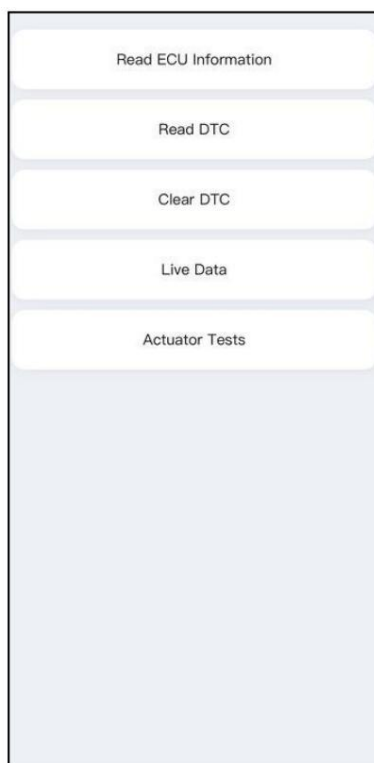 Read ECU Information
Read DTC
Clear DTC
Live Data
Actuator Tests